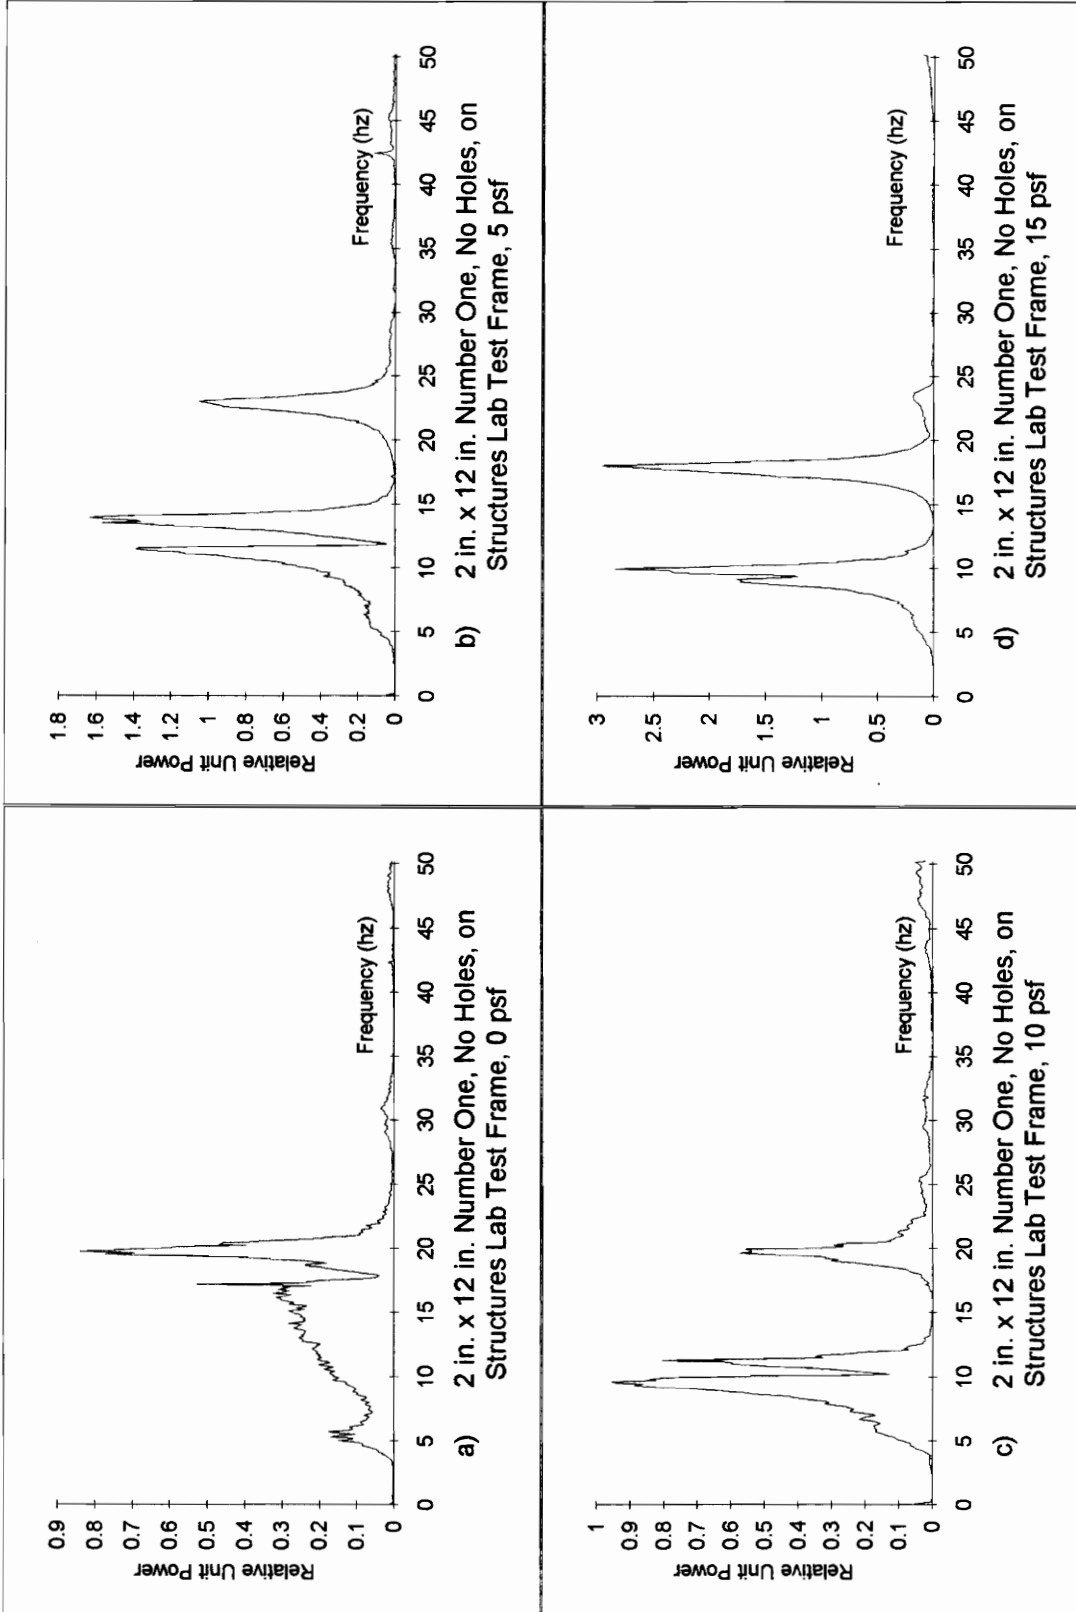 0.9
0.8
0.7
0.6
0.5
0.4
0.3
0.2
0.1
0
Relative Unit Power
Frequency (hz)
0 5 10 15 20 25 30 35 40 45 50
a) 2 in. x 12 in. Number One, No Holes, on
Structures Lab Test Frame, 0 psf
1.8
1.6
1.4
1.2
1
0.8
0.6
0.4
0.2
0
Relative Unit Power
Frequency (hz)
0 5 10 15 20 25 30 35 40 45 50
b) 2 in. x 12 in. Number One, No Holes, on
Structures Lab Test Frame, 5 psf
1
0.9
0.8
0.7
0.6
0.5
0.4
0.3
0.2
0.1
0
Relative Unit Power
Frequency (hz)
0 5 10 15 20 25 30 35 40 45 50
c) 2 in. x 12 in. Number One, No Holes, on
Structures Lab Test Frame, 10 psf
3
2.5
2
1.5
1
0.5
0
Relative Unit Power
Frequency (hz)
0 5 10 15 20 25 30 35 40 45 50
d) 2 in. x 12 in. Number One, No Holes, on
Structures Lab Test Frame, 15 psf